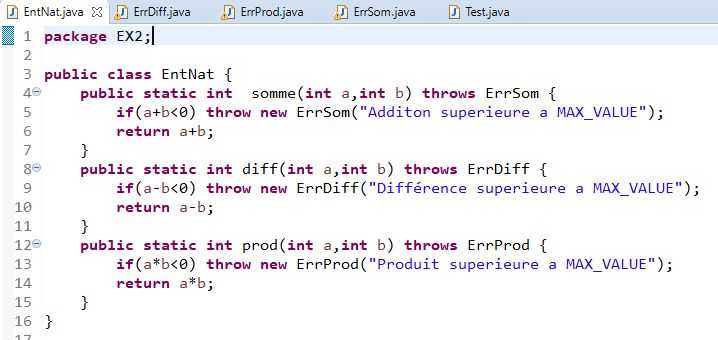 EntNat.java ErrDiff.java ErrProd.java ErrSom.java Test.java
1 package EX2;
2
3 public class EntNat {
4 public static int  somme(int a,int b) throws ErrSom {
5 if(a+b<0) throw new ErrSom("Additon superieure a MAX_VALUE");
6 return a+b;
7 }
8 public static int diff(int a,int b) throws ErrDiff {
9 if(a-b<0) throw new ErrDiff("Différence superieure a MAX_VALUE");
10 return a-b;
11 }
12 public static int prod(int a,int b) throws ErrProd {
13 if(a*b<0) throw new ErrProd("Produit superieure a MAX_VALUE");
14 return a*b;
15 }
16 }
17